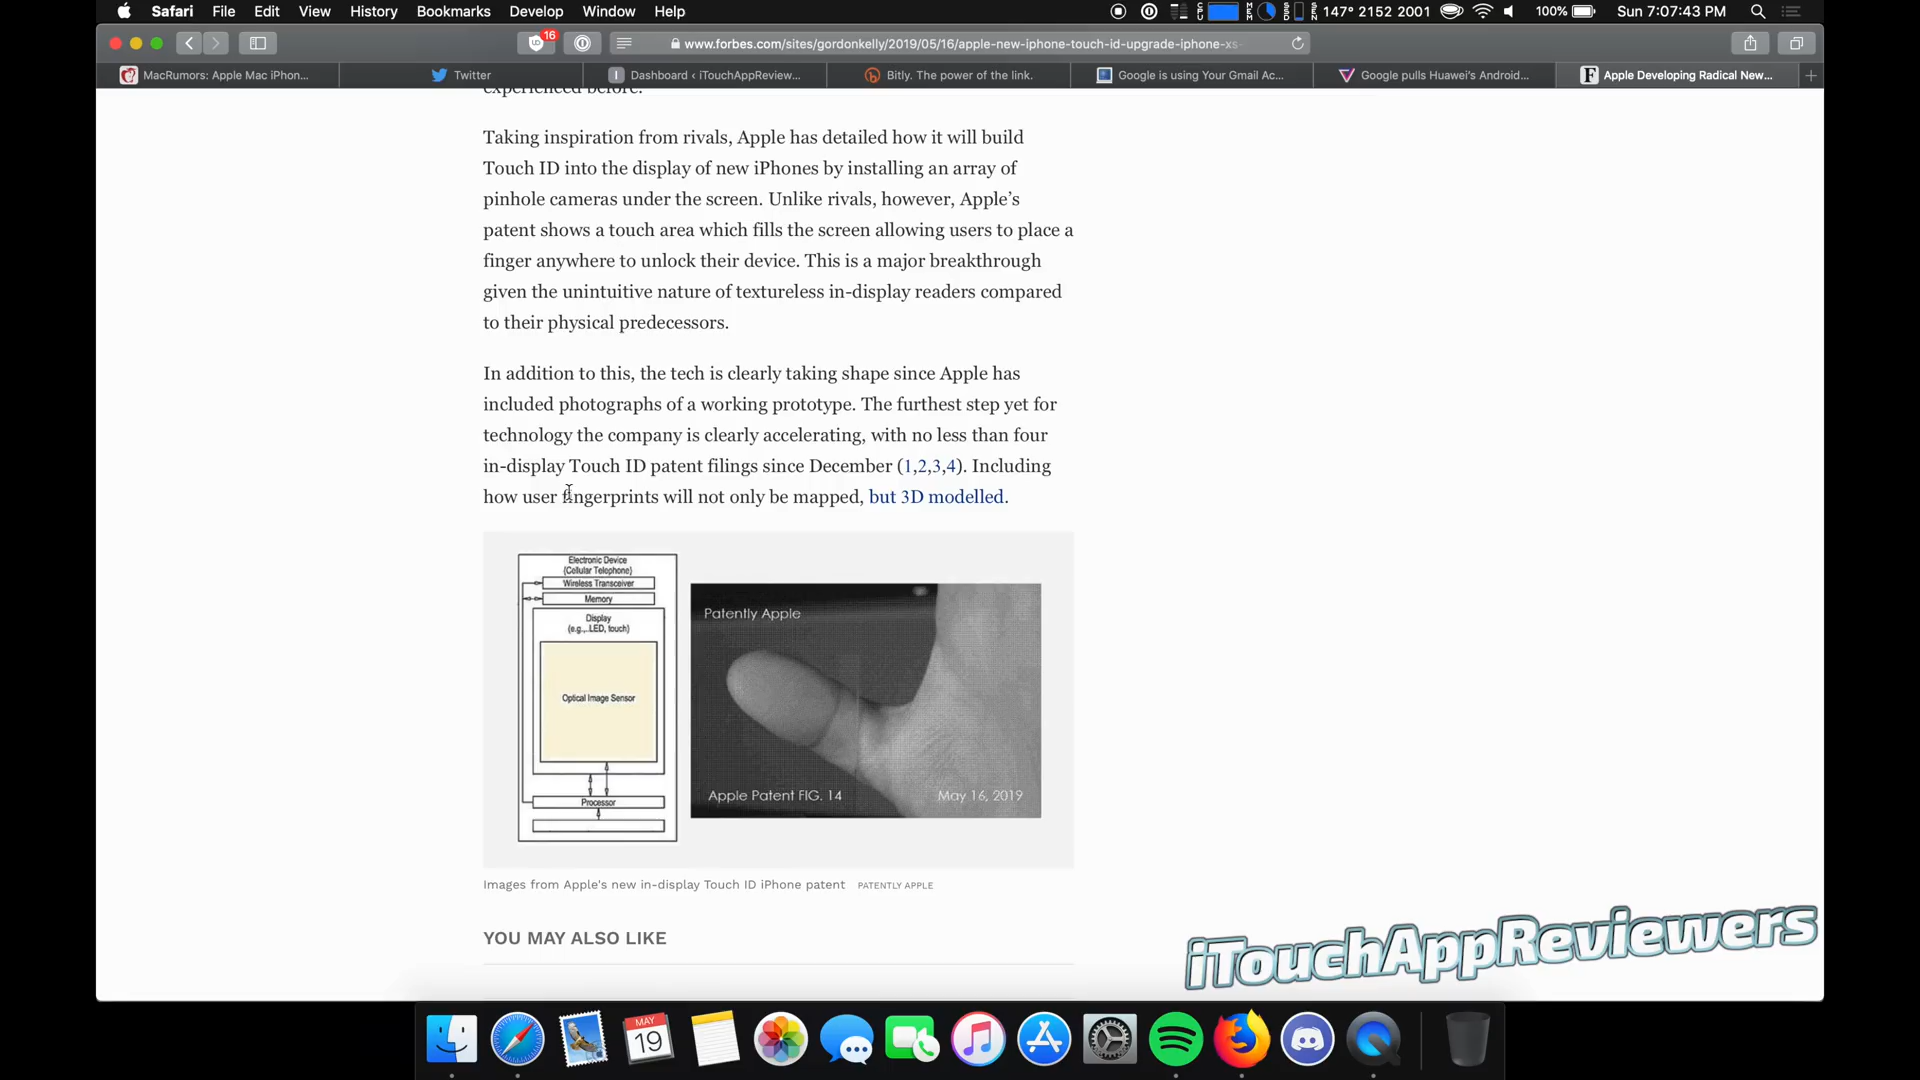 Safari File Edit View History Bookmarks Develop Window Help
147° 2152 2001 100% Sun 7:07:43 PM
16
www.forbes.com/sites/gordonkelly/2019/05/16/apple-new-iphone-touch-id-upgrade-iphone-xs-
MacRumors: Apple Mac iPhon...
Twitter
Dashboard ‹ iTouchAppReview...
Bitly. The power of the link.
Google is using Your Gmail Ac...
Google pulls Huawei's Android...
Apple Developing Radical New...
experienced before.
Taking inspiration from rivals, Apple has detailed how it will build
Touch ID into the display of new iPhones by installing an array of
pinhole cameras under the screen. Unlike rivals, however, Apple's
patent shows a touch area which fills the screen allowing users to place a
finger anywhere to unlock their device. This is a major breakthrough
given the unintuitive nature of textureless in-display readers compared
to their physical predecessors.
In addition to this, the tech is clearly taking shape since Apple has
included photographs of a working prototype. The furthest step yet for
technology the company is clearly accelerating, with no less than four
in-display Touch ID patent filings since December (1,2,3,4). Including
how user fingerprints will not only be mapped, but 3D modelled.
Electronic Device
(Cellular Telephone)
Wireless Transceiver
Memory
Display
(e.g., LED, touch)
Optical Image Sensor
Processor
Patently Apple
Apple Patent FIG. 14
May 16, 2019
Images from Apple's new in-display Touch ID iPhone patent PATENTLY APPLE
YOU MAY ALSO LIKE
iTouchAppReviewers
MAY
19